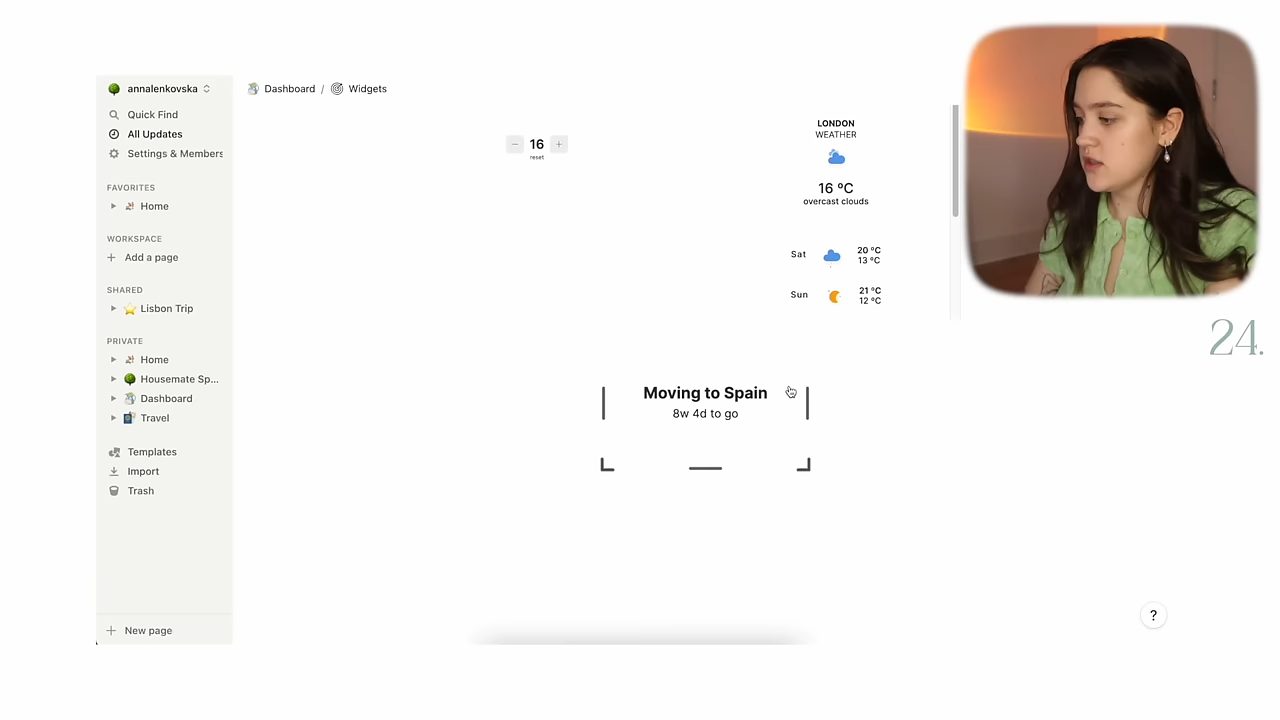 annalenkovska
Quick Find
All Updates
Settings & Members
FAVORITES
Home
WORKSPACE
Add a page
SHARED
Lisbon Trip
PRIVATE
Home
Housemate Sp...
Dashboard
Travel
Templates
Import
Trash
New page
Dashboard / Widgets
− 16 +
reset
LONDON
WEATHER
16 ºC
overcast clouds
Sat 20 ºC
13 ºC
Sun 21 ºC
12 ºC
Moving to Spain
8w 4d to go
24.
?